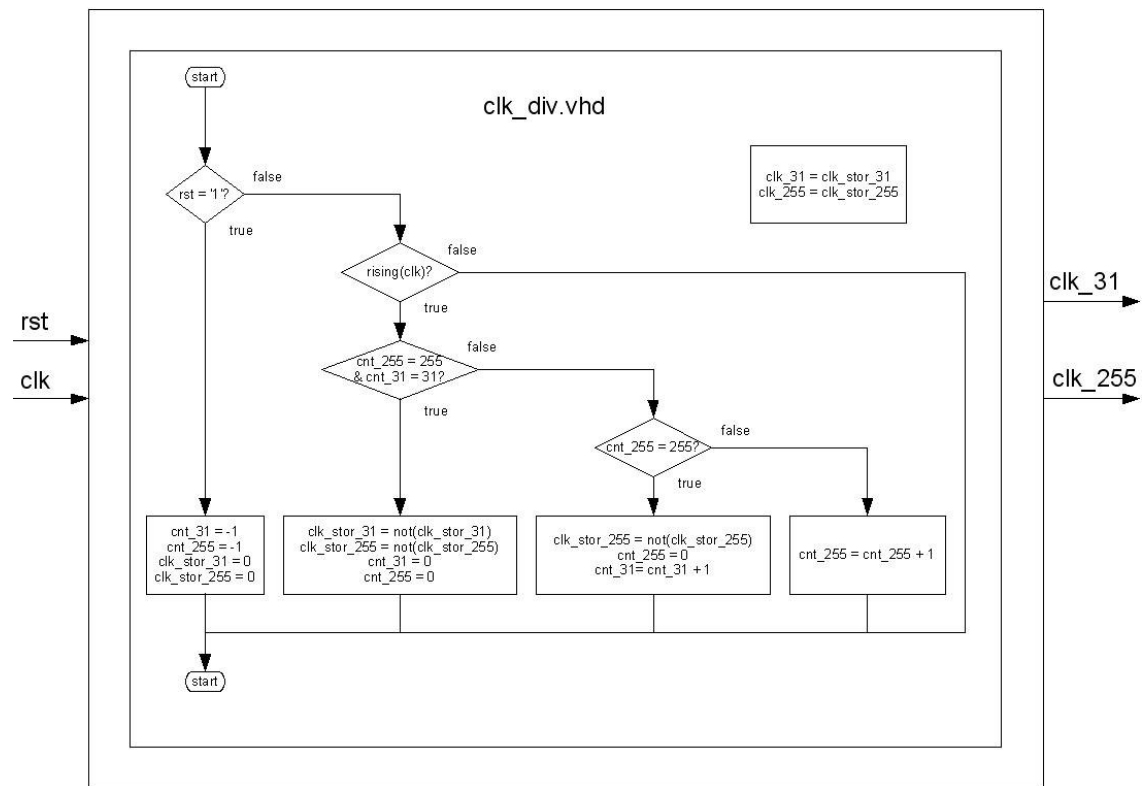 start
clk_div.vhd
clk_31 = clk_stor_31
clk_255 = clk_stor_255
rst = '1'?
false
true
rising(clk)?
false
true
clk_31
rst
cnt_255 = 255
& cnt_31 = 31?
false
true
clk
clk_255
cnt_255 = 255?
false
true
cnt_31 = -1
cnt_255 = -1
clk_stor_31 = 0
clk_stor_255 = 0
clk_stor_31 = not(clk_stor_31)
clk_stor_255 = not(clk_stor_255)
cnt_31 = 0
cnt_255 = 0
clk_stor_255 = not(clk_stor_255)
cnt_255 = 0
cnt_31= cnt_31 + 1
cnt_255 = cnt_255 + 1
start